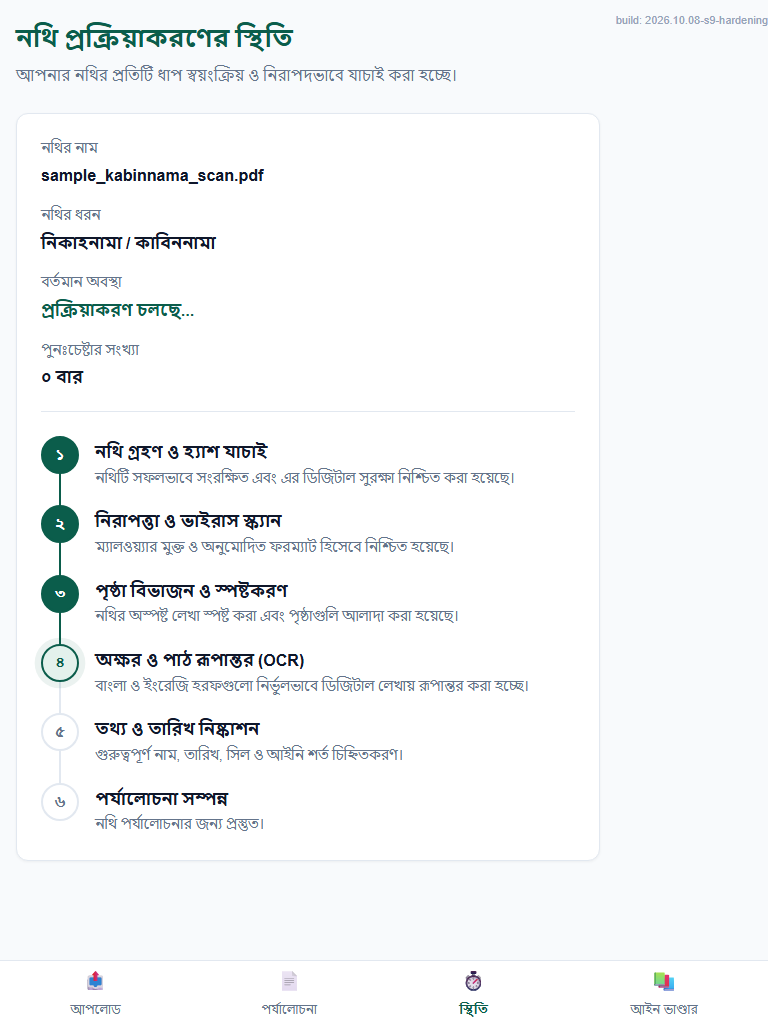 build: 2026.10.08-s9-hardening
নথি প্রক্রিয়াকরণের স্থিতি
আপনার নথির প্রতিটি ধাপ স্বয়ংক্রিয় ও নিরাপদভাবে যাচাই করা হচ্ছে।
নথির নাম
sample_kabinnama_scan.pdf
নথির ধরন
নিকাহনামা / কাবিননামা
বর্তমান অবস্থা
প্রক্রিয়াকরণ চলছে...
পুনঃচেষ্টার সংখ্যা
০ বার
১
নথি গ্রহণ ও হ্যাশ যাচাই
নথিটি সফলভাবে সংরক্ষিত এবং এর ডিজিটাল সুরক্ষা নিশ্চিত করা হয়েছে।
২
নিরাপত্তা ও ভাইরাস স্ক্যান
ম্যালওয়্যার মুক্ত ও অনুমোদিত ফরম্যাট হিসেবে নিশ্চিত হয়েছে।
৩
পৃষ্ঠা বিভাজন ও স্পষ্টকরণ
নথির অস্পষ্ট লেখা স্পষ্ট করা এবং পৃষ্ঠাগুলি আলাদা করা হয়েছে।
৪
অক্ষর ও পাঠ রূপান্তর (OCR)
বাংলা ও ইংরেজি হরফগুলো নির্ভুলভাবে ডিজিটাল লেখায় রূপান্তর করা হচ্ছে।
৫
তথ্য ও তারিখ নিষ্কাশন
গুরুত্বপূর্ণ নাম, তারিখ, সিল ও আইনি শর্ত চিহ্নিতকরণ।
৬
পর্যালোচনা সম্পন্ন
নথি পর্যালোচনার জন্য প্রস্তুত।
আপলোড
পর্যালোচনা
স্থিতি
আইন ভাণ্ডার